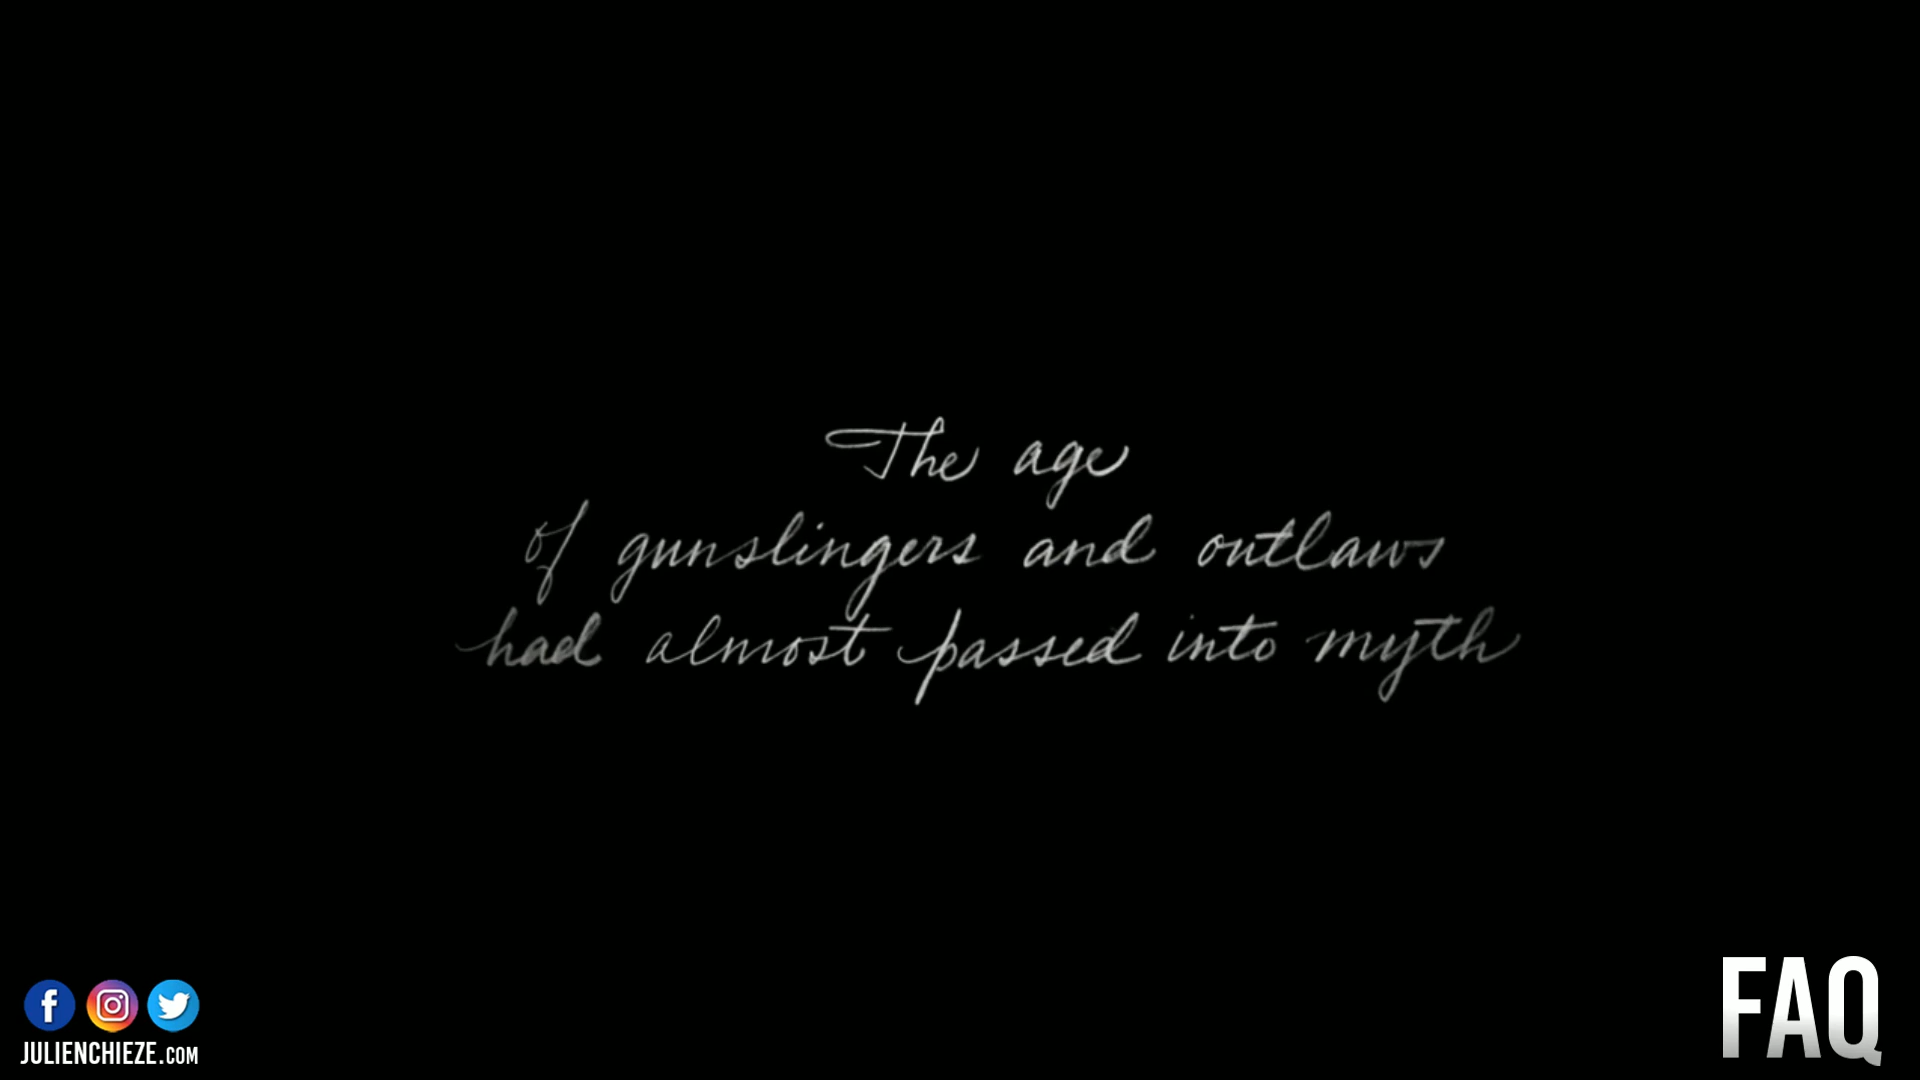 The age
of gunslingers and outlaws
had almost passed into myth
f
JULIENCHIEZE.COM
FAQ